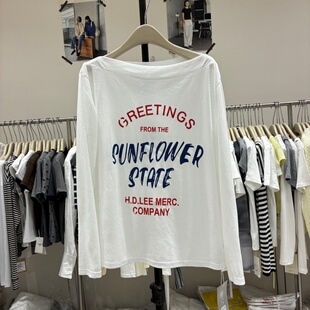 GREETINGS
FROM THE
SUNFLOWER
STATE
H.D.LEE MERC.
COMPANY